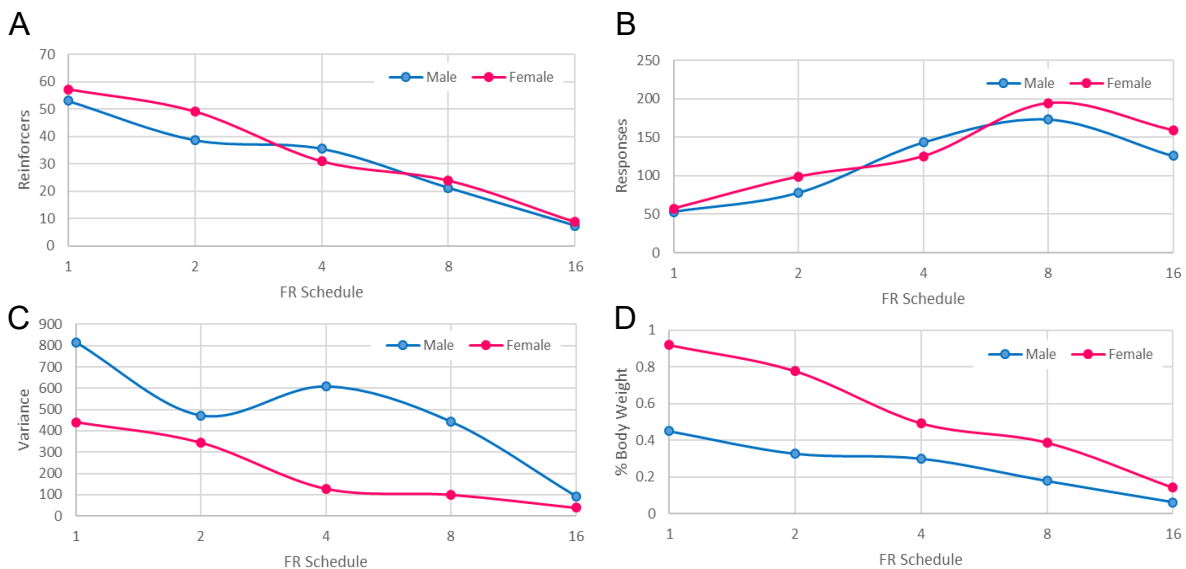 A
70
60
50
40
30
20
10
0
Reinforcers
Male Female
1 2 4 8 16
FR Schedule
B
250
200
150
100
50
0
Responses
Male Female
1 2 4 8 16
FR Schedule
C
900
800
700
600
500
400
300
200
100
0
Variance
Male Female
1 2 4 8 16
FR Schedule
D
1
0.8
0.6
0.4
0.2
0
% Body Weight
Male Female
1 2 4 8 16
FR Schedule